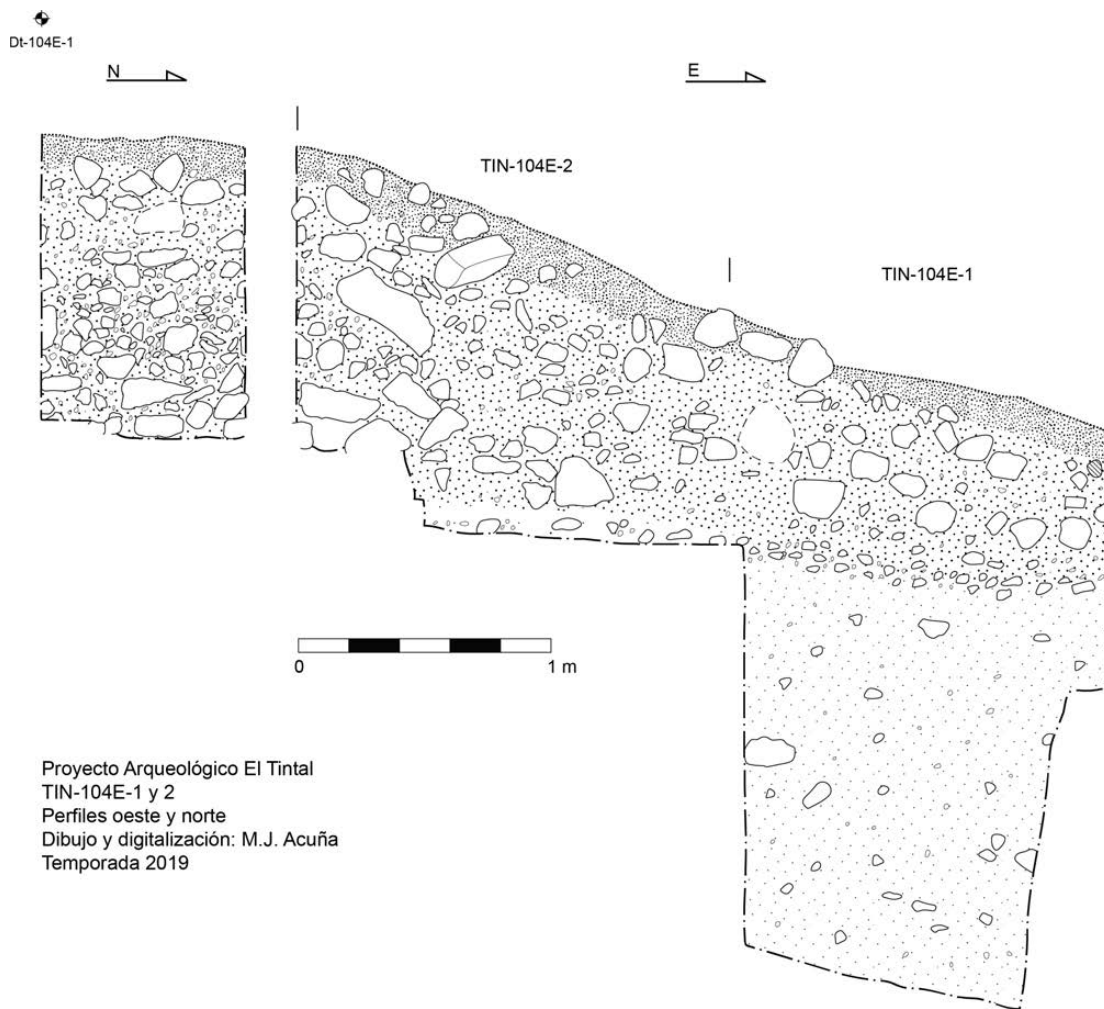 Dt-104E-1
N
E
TIN-104E-2
TIN-104E-1
0
1 m
Proyecto Arqueológico El Tintal
TIN-104E-1 y 2
Perfiles oeste y norte
Dibujo y digitalización: M.J. Acuña
Temporada 2019